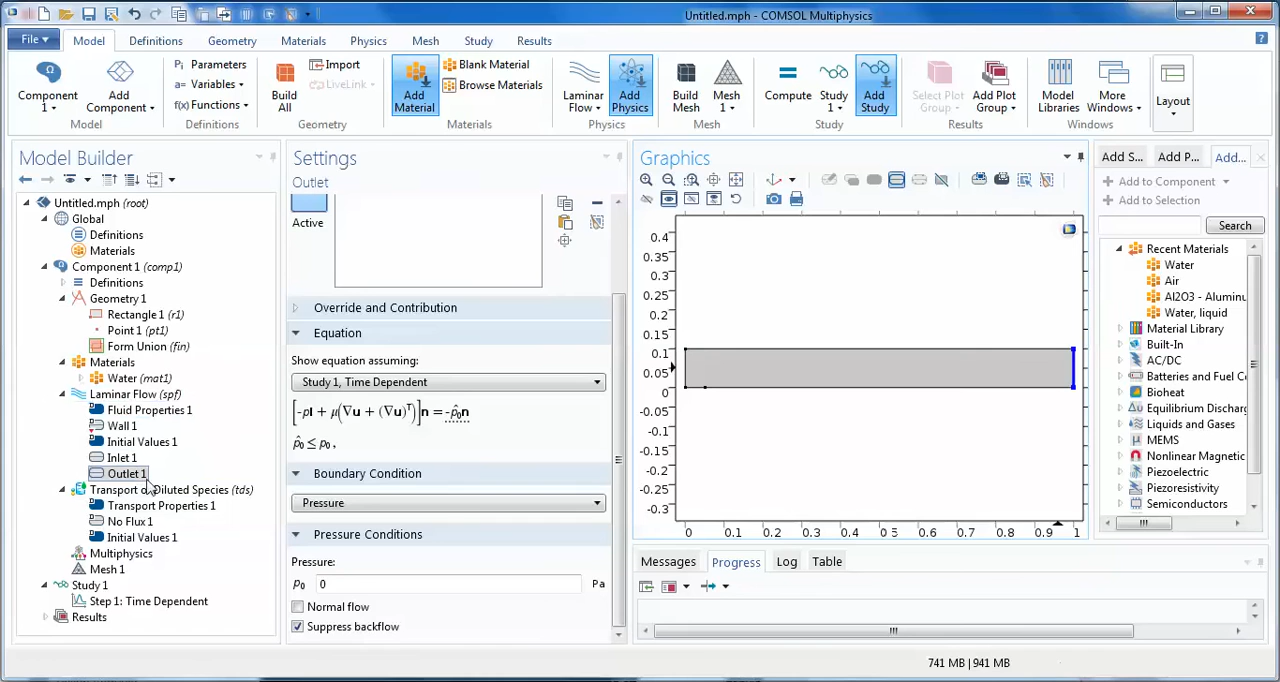 Untitled.mph - COMSOL Multiphysics
File
Model
Definitions
Geometry
Materials
Physics
Mesh
Study
Results
Component 1
Add Component
Model
Parameters
Variables
Functions
Definitions
Build All
Import
LiveLink
Geometry
Add Material
Blank Materials
Browse Materials
Materials
Laminar Flow
Add Physics
Physics
Build Mesh
Mesh 1
Mesh
Compute
Study 1
Add Study
Study
Select Plot Group
Add Plot Group
Results
Model Libraries
More Windows
Windows
Layout
Model Builder
Untitled.mph (root)
Global
Definitions
Materials
Component 1 (comp1)
Definitions
Geometry 1
Rectangle 1 (r1)
Point 1 (pt1)
Form Union (fin)
Materials
Water (mat1)
Laminar Flow (spf)
Fluid Properties 1
Wall 1
Initial Values 1
Inlet 1
Outlet 1
Transport of Diluted Species (tds)
Transport Properties 1
No Flux 1
Initial Values 1
Multiphysics
Mesh 1
Study 1
Step 1: Time Dependent
Results
Settings
Outlet
Active
Override and Contribution
Equation
Show equation assuming:
Study 1, Time Dependent
[-pI + μ(∇u + (∇u)ᵀ)]n = -p̂₀n
p̂₀ ≤ p₀ ,
Boundary Condition
Pressure
Pressure Conditions
Pressure:
p₀ 0 Pa
Normal flow
Suppress backflow
Graphics
0.4
0.35
0.3
0.25
0.2
0.15
0.1
0.05
0
-0.05
-0.1
-0.15
-0.2
-0.25
-0.3
0 0.1 0.2 0.3 0.4 0.5 0.6 0.7 0.8 0.9 1
Messages
Progress
Log
Table
Add S...
Add P...
Add...
Add to Component
Add to Selection
Search
Recent Materials
Water
Air
Al2O3 - Aluminu
Water, liquid
Material Library
Built-In
AC/DC
Batteries and Fuel C
Bioheat
Equilibrium Discharg
Liquids and Gases
MEMS
Nonlinear Magnetic
Piezoelectric
Piezoresistivity
Semiconductors
741 MB | 941 MB